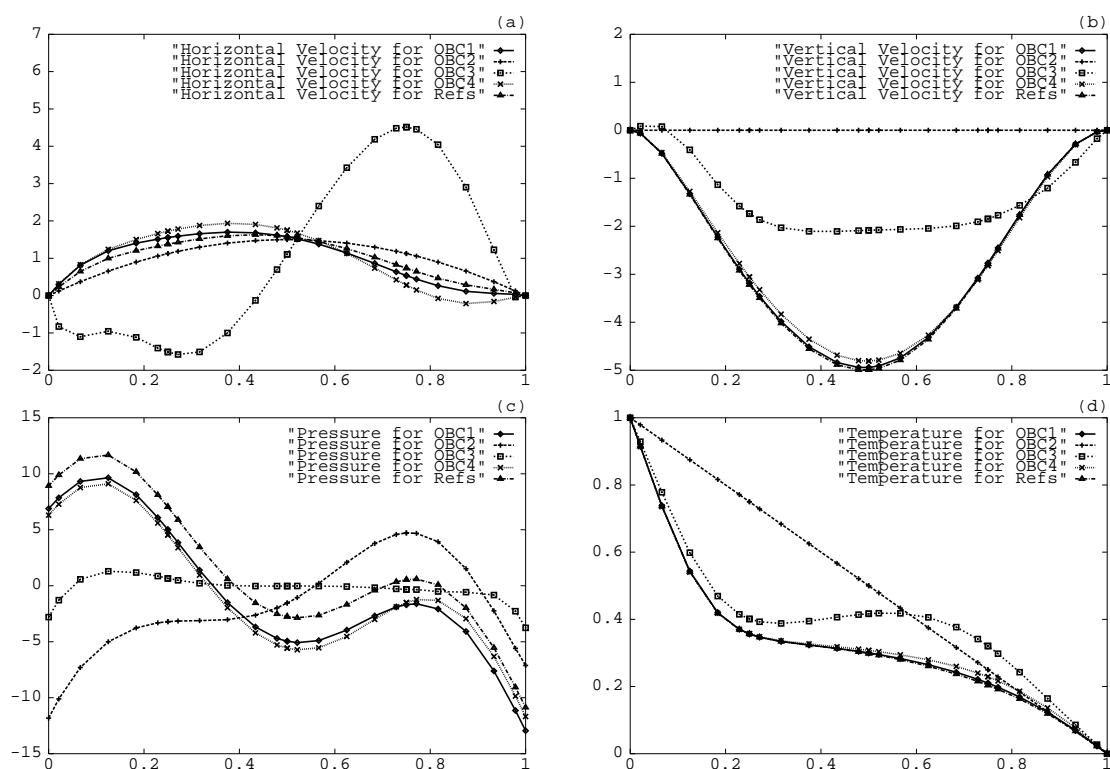 (a)
7
6
5
4
3
2
1
0
-1
-2
"Horizontal Velocity for OBC1"
"Horizontal Velocity for OBC2"
"Horizontal Velocity for OBC3"
"Horizontal Velocity for OBC4"
"Horizontal Velocity for Refs"
0 0.2 0.4 0.6 0.8 1
(b)
2
1
0
-1
-2
-3
-4
-5
"Vertical Velocity for OBC1"
"Vertical Velocity for OBC2"
"Vertical Velocity for OBC3"
"Vertical Velocity for OBC4"
"Vertical Velocity for Refs"
0 0.2 0.4 0.6 0.8 1
(c)
15
10
5
0
-5
-10
-15
"Pressure for OBC1"
"Pressure for OBC2"
"Pressure for OBC3"
"Pressure for OBC4"
"Pressure for Refs"
0 0.2 0.4 0.6 0.8 1
(d)
1
0.8
0.6
0.4
0.2
0
"Temperature for OBC1"
"Temperature for OBC2"
"Temperature for OBC3"
"Temperature for OBC4"
"Temperature for Refs"
0 0.2 0.4 0.6 0.8 1